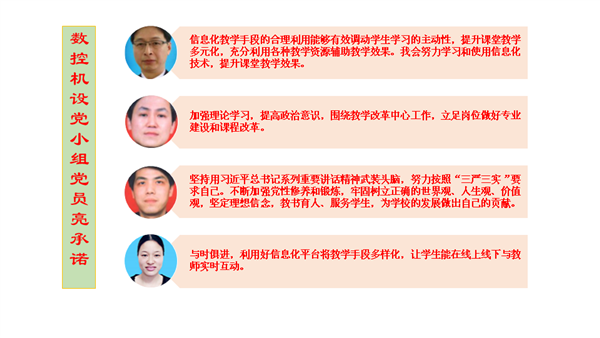 数控机设党小组党员亮承诺
信息化教学手段的合理利用能够有效调动学生学习的主动性，提升课堂教学
多元化，充分利用各种教学资源辅助教学效果。我会努力学习和使用信息化
技术，提升课堂教学效果。
加强理论学习，提高政治意识，围绕教学改革中心工作，立足岗位做好专业
建设和课程改革。
坚持用习近平总书记系列重要讲话精神武装头脑，努力按照“三严三实”要
求自己。不断加强党性修养和锻炼，牢固树立正确的世界观、人生观、价值
观，坚定理想信念，教书育人、服务学生，为学校的发展做出自己的贡献。
与时俱进，利用好信息化平台将教学手段多样化，让学生能在线上线下与教
师实时互动。